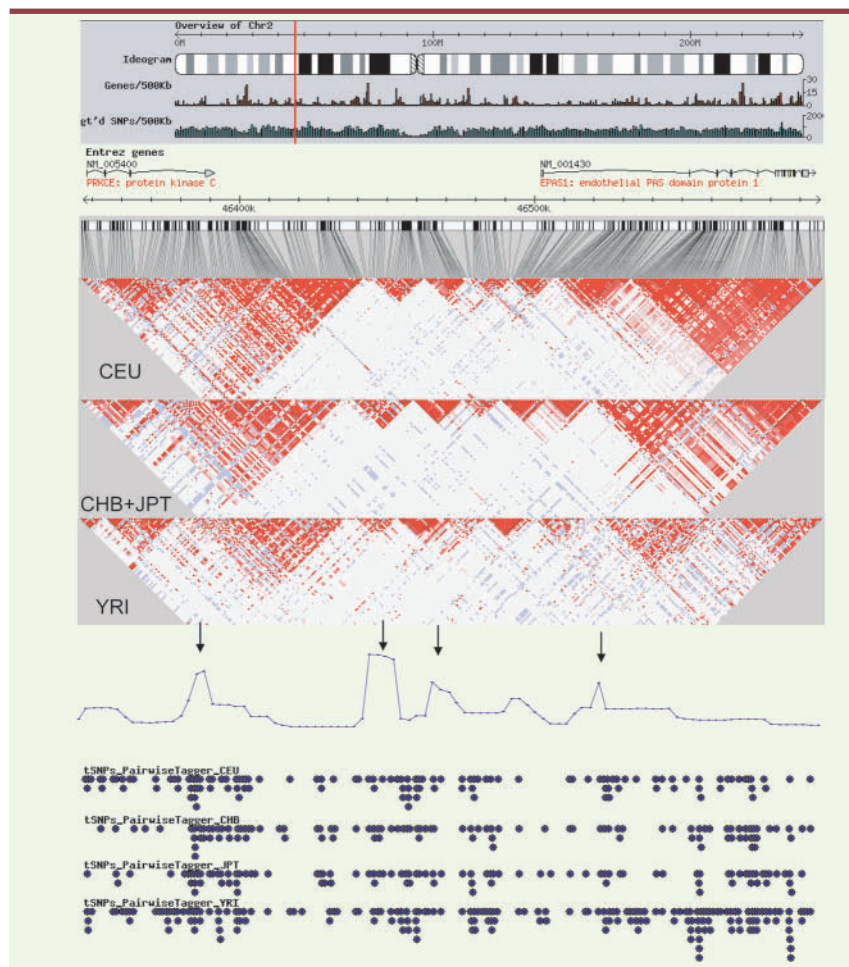 Overview of Chr2
0M 100M 200M
Ideogram
Genes/500Kb
30
15
0
gt'd SNPs/500Kb
200
0
Entrez genes
NM_005400 NM_001430
PRKCE: protein kinase C EPAS1: endothelial PAS domain protein 1
46400k 46500k
CEU
CHB+JPT
YRI
tSNPs_PairwiseTagger_CEU
tSNPs_PairwiseTagger_CHB
tSNPs_PairwiseTagger_JPT
tSNPs_PairwiseTagger_YRI